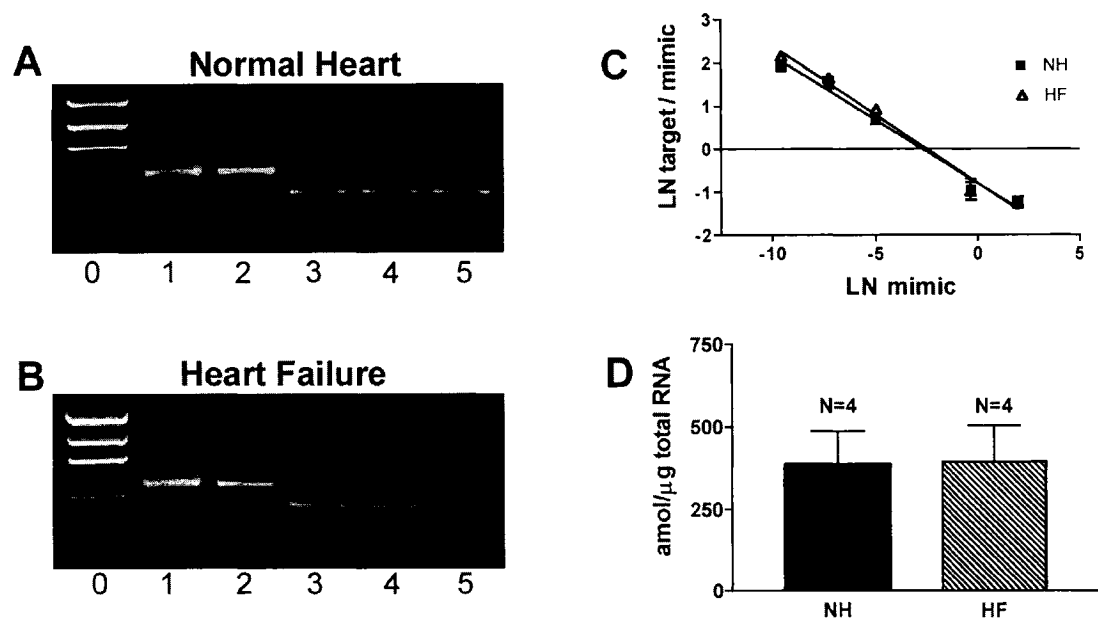 A
Normal Heart
0 1 2 3 4 5
B
Heart Failure
0 1 2 3 4 5
C
LN target / mimic
3
2
1
0
-1
-2
NH
HF
-10 -5 0 5
LN mimic
D
amol/μg total RNA
750
500
250
0
N=4 N=4
NH HF